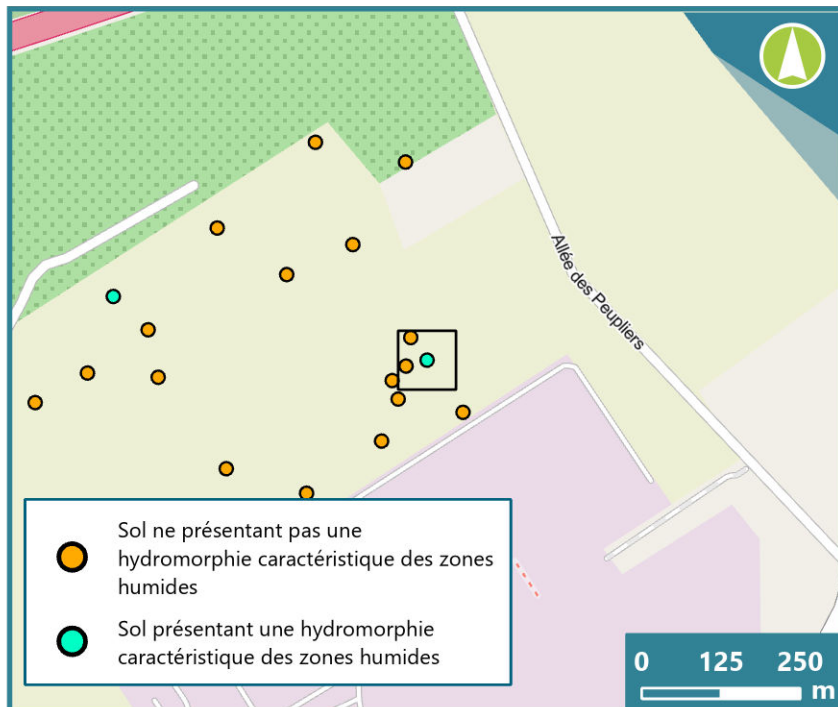 Allée des Peupliers
Sol ne présentant pas une
hydromorphie caractéristique des zones
humides
Sol présentant une hydromorphie
caractéristique des zones humides
0 125 250
m